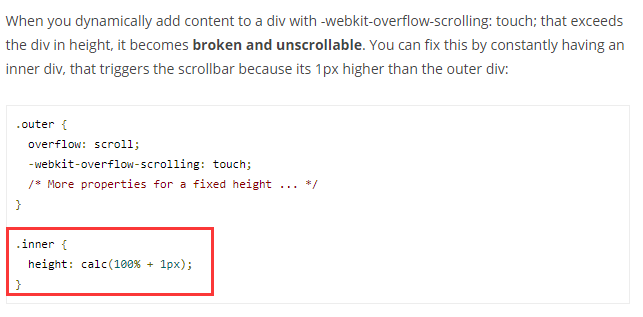 When you dynamically add content to a div with -webkit-overflow-scrolling: touch; that exceeds
the div in height, it becomes broken and unscrollable. You can fix this by constantly having an
inner div, that triggers the scrollbar because its 1px higher than the outer div:
.outer {
overflow: scroll;
-webkit-overflow-scrolling: touch;
/* More properties for a fixed height ... */
}
.inner {
height: calc(100% + 1px);
}